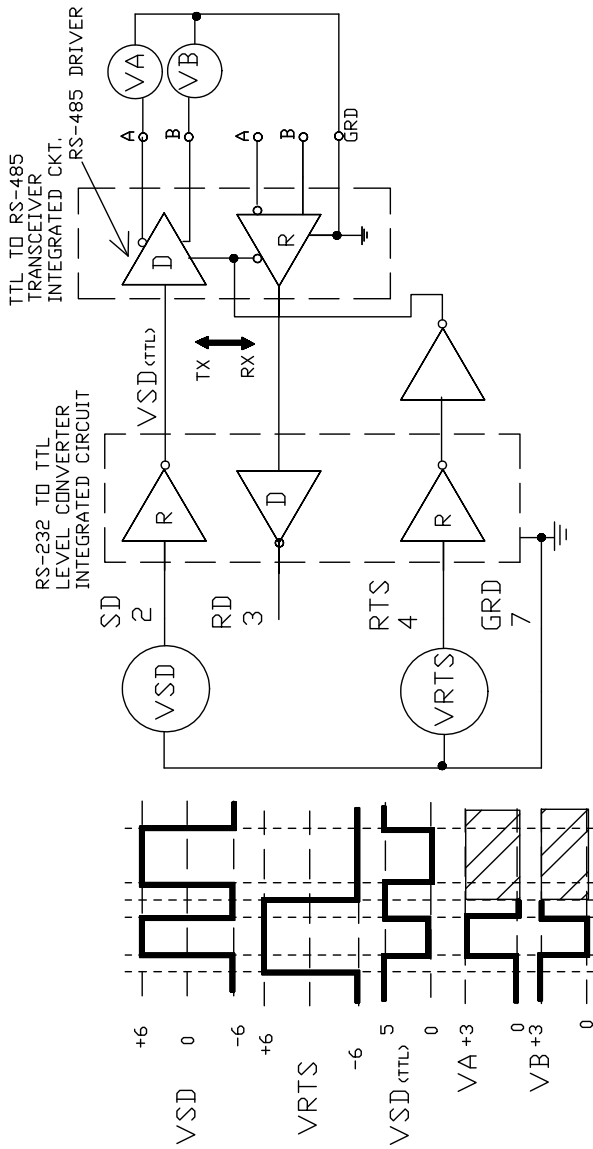 TTL TO RS-485
TRANSCEIVER
INTEGRATED CKT.
RS-485 DRIVER
VA
VB
A
B
A
B
GRD
D
R
VSD(TTL)
TX
RX
RS-232 TO TTL
LEVEL CONVERTER
INTEGRATED CIRCUIT
R
D
R
SD
2
RD
3
RTS
4
GRD
7
VSD
VRTS
VSD
+6
0
-6
VRTS
+6
-6
VSD(TTL)
5
0
VA
+3
0
VB
+3
0